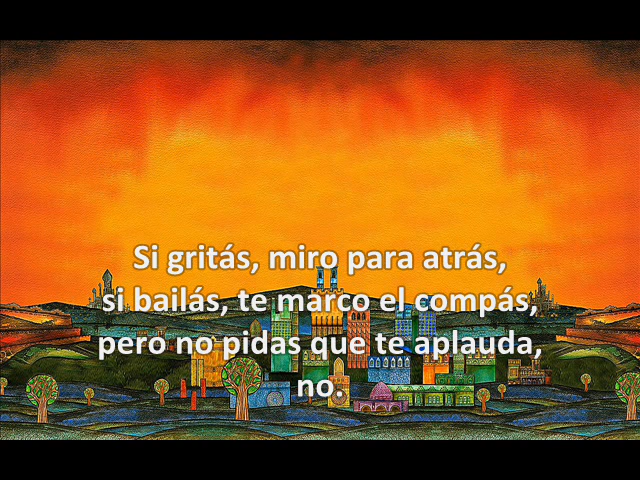 Si gritás, miro para atrás,
si bailás, te marco el compás,
pero no pidas que te aplauda,
no.